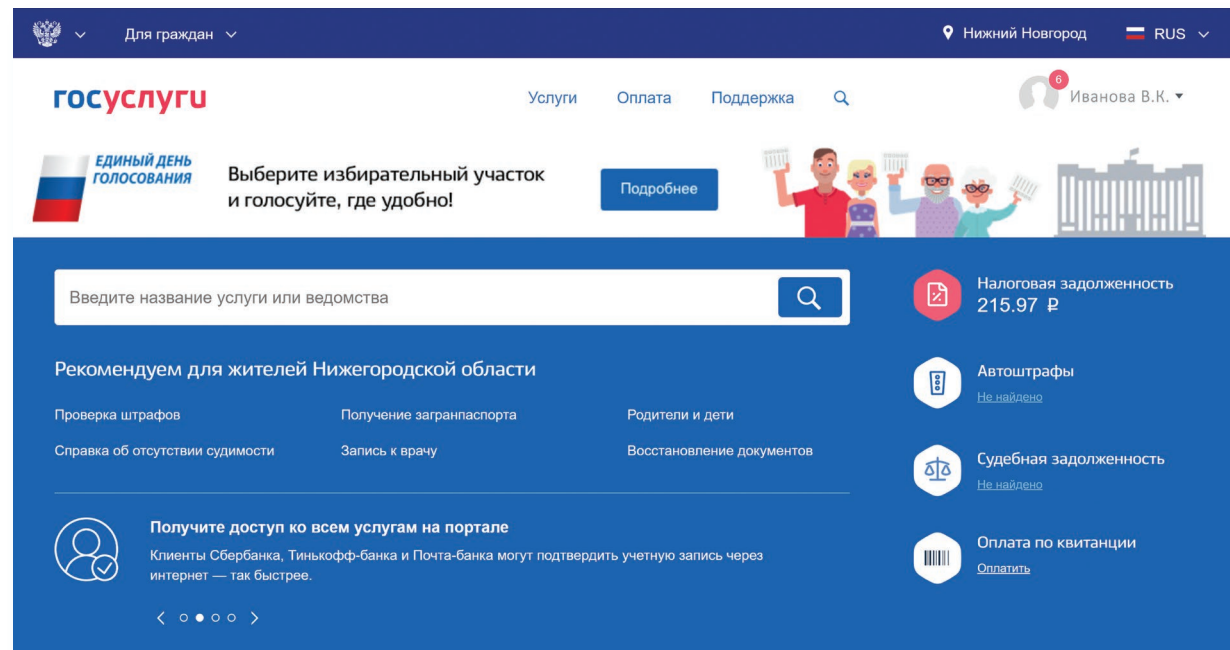 Для граждан
Нижний Новгород
RUS
госуслуги
Услуги
Оплата
Поддержка
6
Иванова В.К.
ЕДИНЫЙ ДЕНЬ
ГОЛОСОВАНИЯ
Выберите избирательный участок
и голосуйте, где удобно!
Подробнее
Введите название услуги или ведомства
Рекомендуем для жителей Нижегородской области
Проверка штрафов
Получение загранпаспорта
Родители и дети
Справка об отсутствии судимости
Запись к врачу
Восстановление документов
Получите доступ ко всем услугам на портале
Клиенты Сбербанка, Тинькофф-банка и Почта-банка могут подтвердить учетную запись через
интернет — так быстрее.
Налоговая задолженность
215.97 ₽
Автоштрафы
Не найдено
Судебная задолженность
Не найдено
Оплата по квитанции
Оплатить